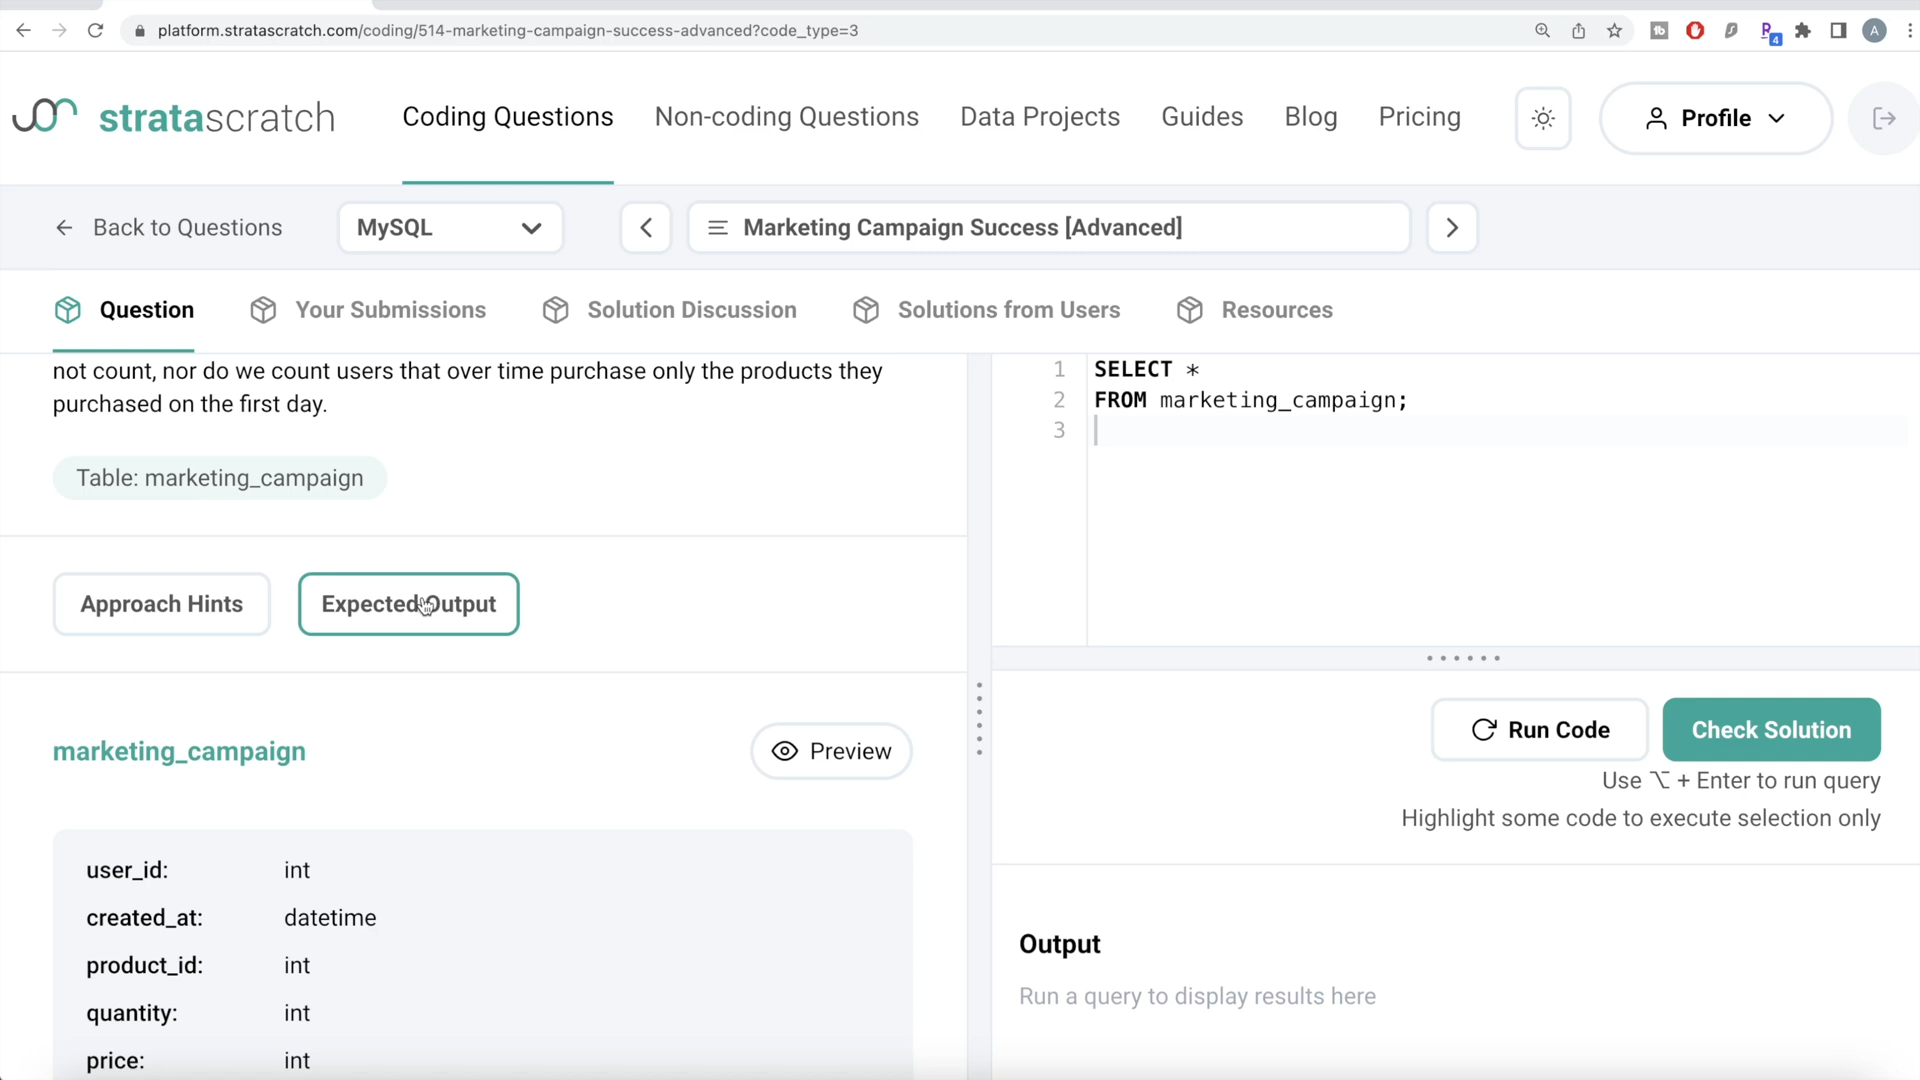 platform.stratascratch.com/coding/514-marketing-campaign-success-advanced?code_type=3
tb
4
A
stratascratch
Coding Questions
Non-coding Questions
Data Projects
Guides
Blog
Pricing
Profile
Back to Questions
MySQL
Marketing Campaign Success [Advanced]
Question
Your Submissions
Solution Discussion
Solutions from Users
Resources
not count, nor do we count users that over time purchase only the products they
purchased on the first day.
Table: marketing_campaign
Approach Hints
Expected Output
marketing_campaign
Preview
user_id: int
created_at: datetime
product_id: int
quantity: int
price: int
1 SELECT *
2 FROM marketing_campaign;
3
Run Code
Check Solution
Use ⌥ + Enter to run query
Highlight some code to execute selection only
Output
Run a query to display results here